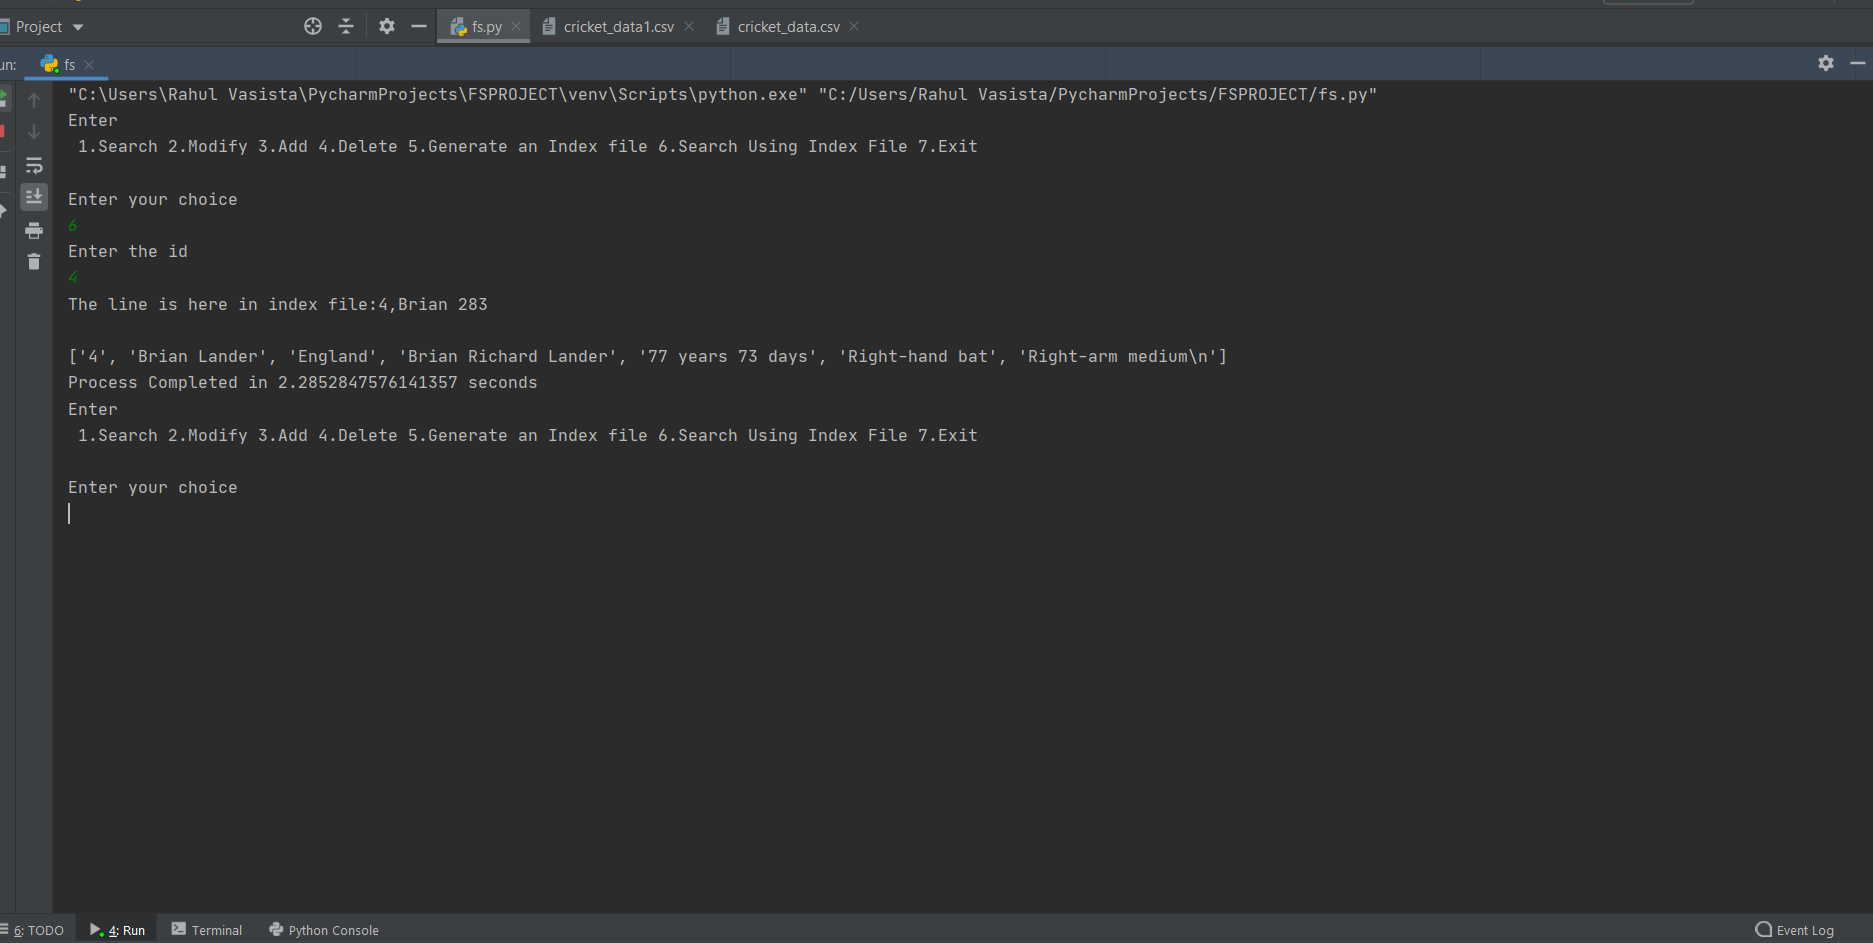 Project fs.py cricket_data1.csv cricket_data.csv
un: fs
"C:\Users\Rahul Vasista\PycharmProjects\FSPROJECT\venv\Scripts\python.exe" "C:/Users/Rahul Vasista/PycharmProjects/FSPROJECT/fs.py"
Enter
1.Search 2.Modify 3.Add 4.Delete 5.Generate an Index file 6.Search Using Index File 7.Exit
Enter your choice
6
Enter the id
4
The line is here in index file:4,Brian 283
['4', 'Brian Lander', 'England', 'Brian Richard Lander', '77 years 73 days', 'Right-hand bat', 'Right-arm medium\n']
Process Completed in 2.2852847576141357 seconds
Enter
1.Search 2.Modify 3.Add 4.Delete 5.Generate an Index file 6.Search Using Index File 7.Exit
Enter your choice
6: TODO 4: Run Terminal Python Console Event Log